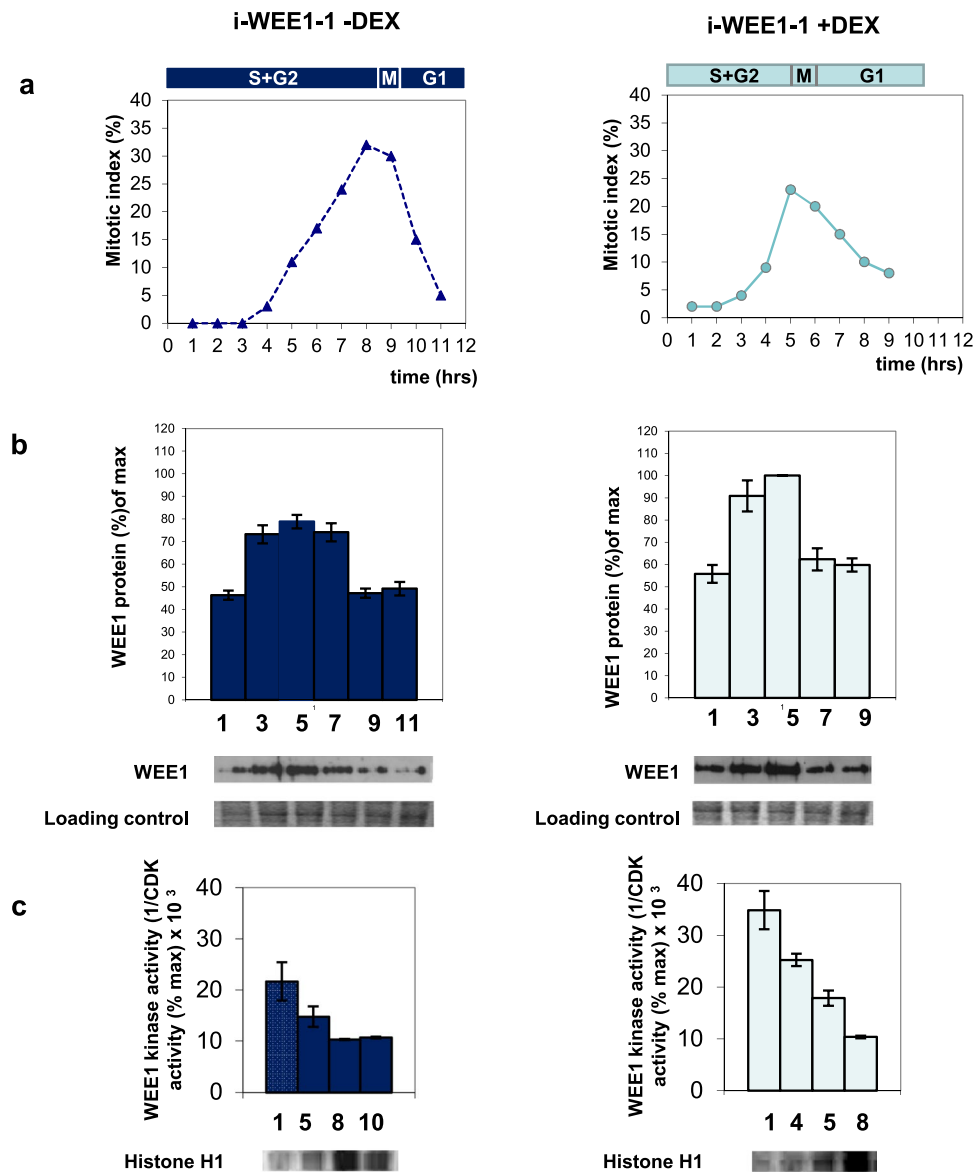 i-WEE1-1 -DEX
i-WEE1-1 +DEX
a
S+G2 M G1
S+G2 M G1
Mitotic index (%)
40
35
30
25
20
15
10
5
0
0 1 2 3 4 5 6 7 8 9 10 11 12
time (hrs)
Mitotic index (%)
40
35
30
25
20
15
10
5
0
0 1 2 3 4 5 6 7 8 9 10 11 12
time (hrs)
b
WEE1 protein (%)of max
120
110
100
90
80
70
60
50
40
30
20
10
0
1 3 5 1 7 9 11
WEE1
Loading control
WEE1 protein (%)of max
120
110
100
90
80
70
60
50
40
30
20
10
0
1 3 1 5 7 9
WEE1
Loading control
c
WEE1 kinase activity (1/CDK
activity (% max) x 10 3
40
30
20
10
0
1 5 8 10
Histone H1
WEE1 kinase activity (1/CDK
activity (% max) x 10 3
40
30
20
10
0
1 4 5 8
Histone H1